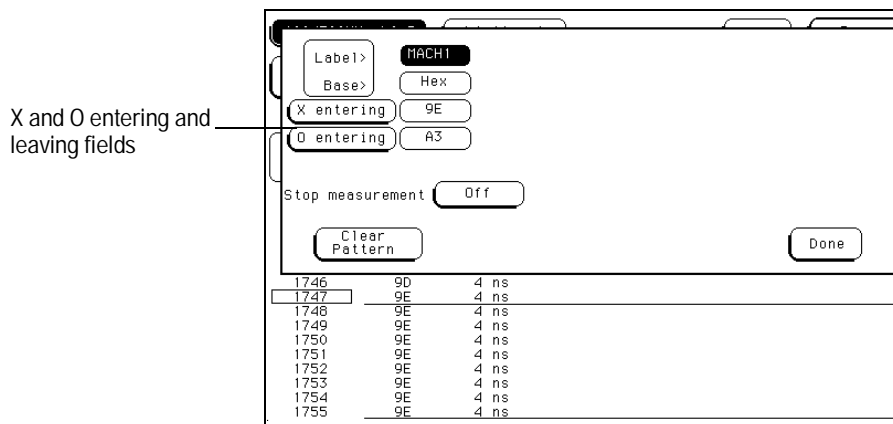 Label> MACH1
Base> Hex
X and O entering and
leaving fields
X entering 9E
O entering A3
Stop measurement Off
Clear
Pattern
Done
1746 9D 4 ns
1747 9E 4 ns
1748 9E 4 ns
1749 9E 4 ns
1750 9E 4 ns
1751 9E 4 ns
1752 9E 4 ns
1753 9E 4 ns
1754 9E 4 ns
1755 9E 4 ns